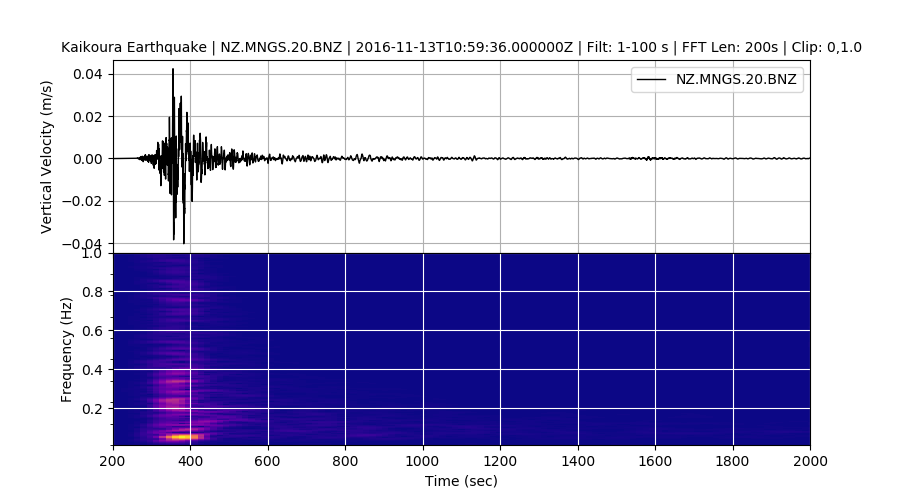 Kaikoura Earthquake | NZ.MNGS.20.BNZ | 2016-11-13T10:59:36.000000Z | Filt: 1-100 s | FFT Len: 200s | Clip: 0,1.0
NZ.MNGS.20.BNZ
Vertical Velocity (m/s)
0.04
0.02
0.00
−0.02
−0.04
Frequency (Hz)
1.0
0.8
0.6
0.4
0.2
200 400 600 800 1000 1200 1400 1600 1800 2000
Time (sec)